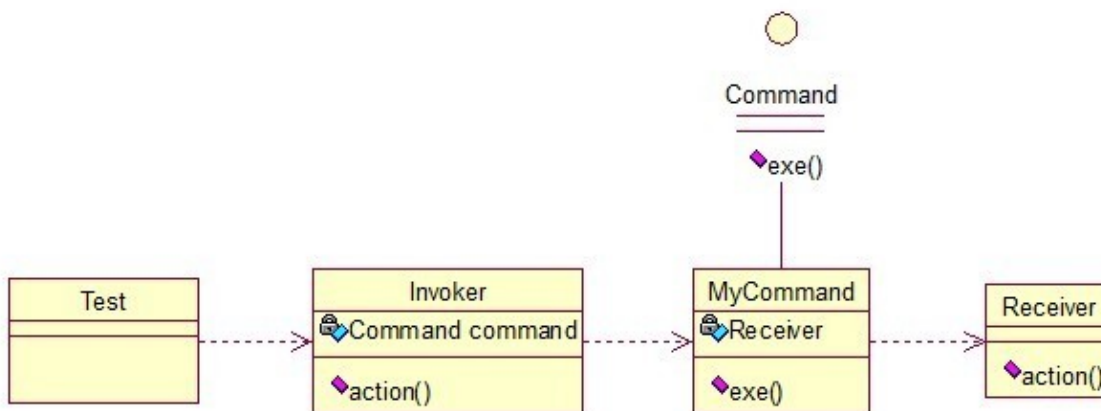 Command
exe()
Test
Invoker
Command command
action()
MyCommand
Receiver
exe()
Receiver
action()